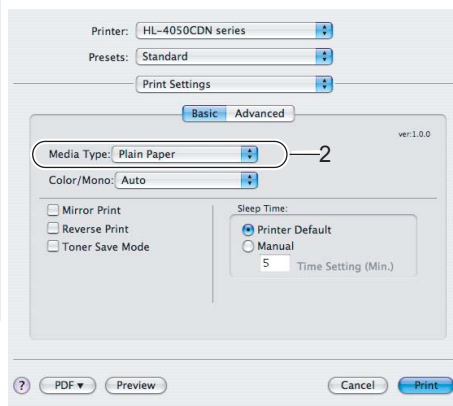 Printer: HL-4050CDN series
Presets: Standard
Print Settings
Basic Advanced
ver:1.0.0
Media Type: Plain Paper 2
Color/Mono: Auto
Mirror Print
Reverse Print
Toner Save Mode
Sleep Time:
Printer Default
Manual
5 Time Setting (Min.)
? PDF▼ Preview Cancel Print